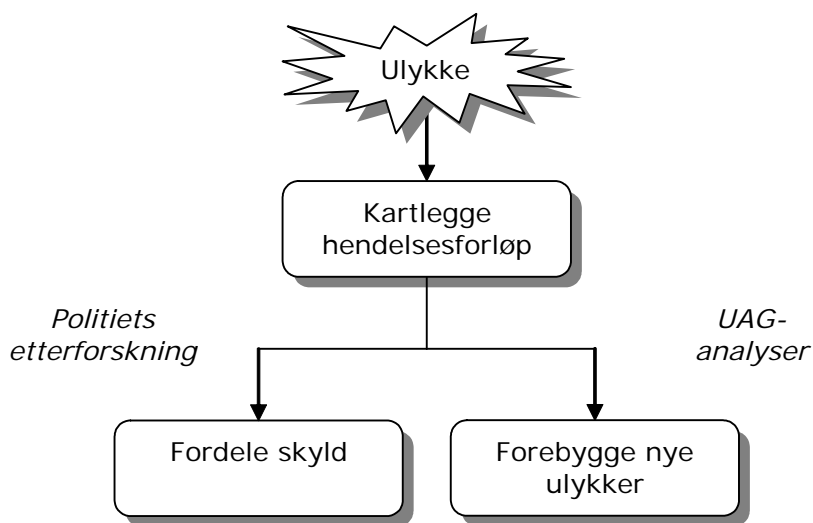 Ulykke
Kartlegge
hendelsesforløp
Politiets
etterforskning
UAG-
analyser
Fordele skyld
Forebygge nye
ulykker